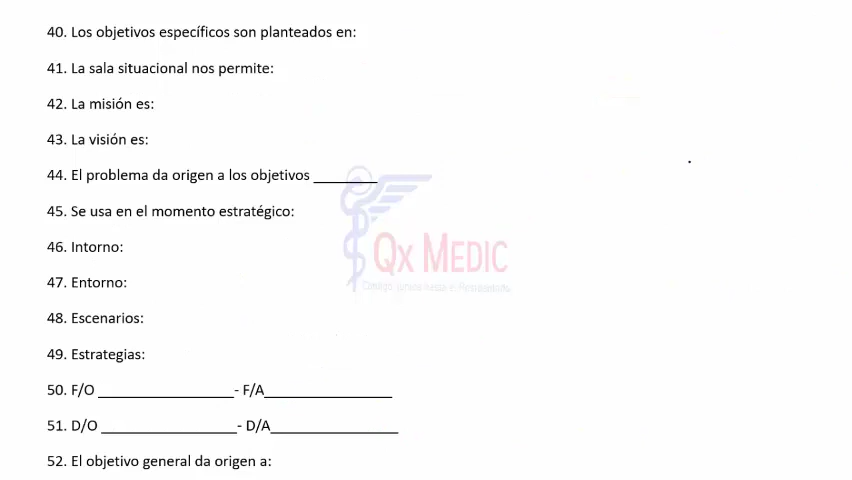 40. Los objetivos específicos son planteados en:
41. La sala situacional nos permite:
42. La misión es:
43. La visión es:
44. El problema da origen a los objetivos ________
45. Se usa en el momento estratégico:
46. Intorno:
47. Entorno:
48. Escenarios:
49. Estrategias:
50. F/O _________________- F/A________________
51. D/O _________________- D/A________________
52. El objetivo general da origen a:
Qx MEDIC